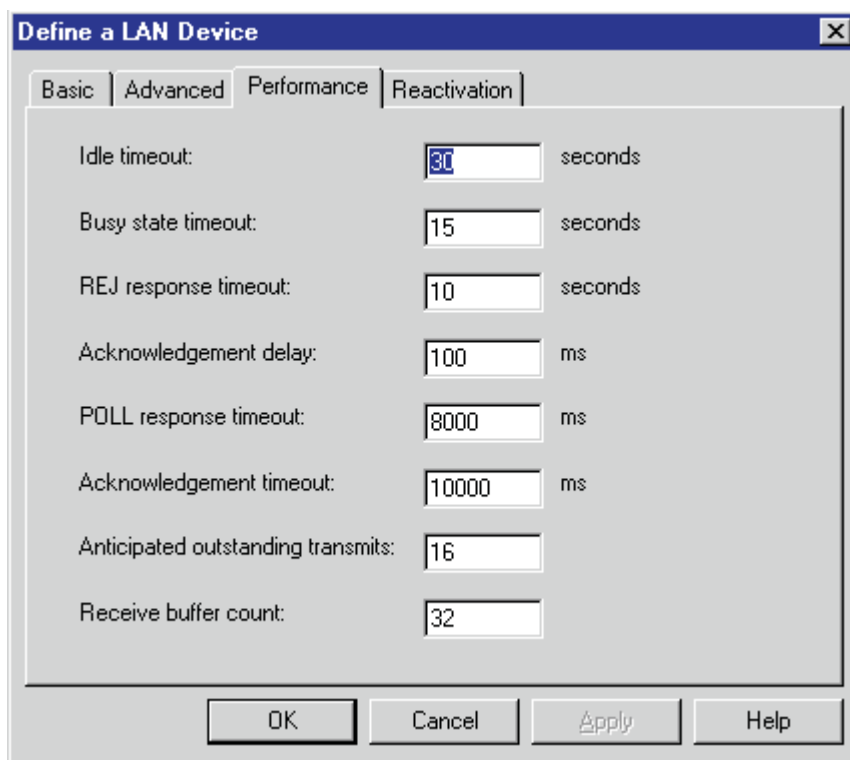 Define a LAN Device
Basic Advanced Performance Reactivation
Idle timeout: 30 seconds
Busy state timeout: 15 seconds
REJ response timeout: 10 seconds
Acknowledgement delay: 100 ms
POLL response timeout: 8000 ms
Acknowledgement timeout: 10000 ms
Anticipated outstanding transmits: 16
Receive buffer count: 32
OK Cancel Apply Help